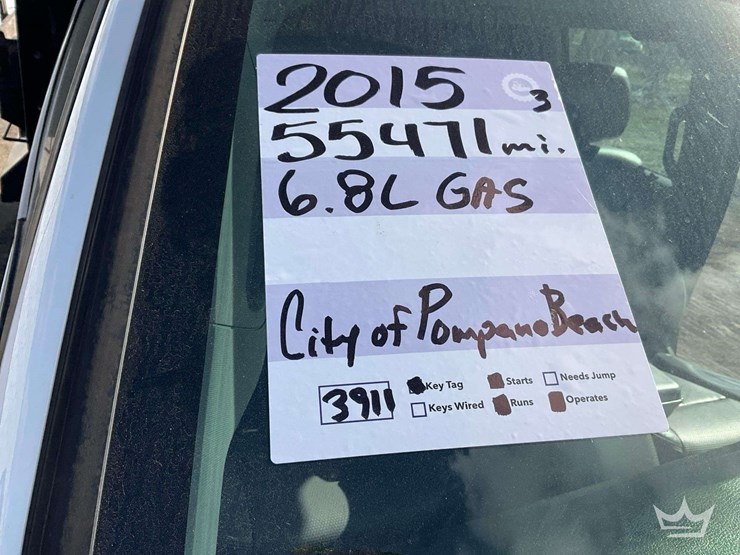 2015 3
55471 mi.
6.8L GAS
City of Pompano Beach
3911 Key Tag Starts Needs Jump
Keys Wired Runs Operates